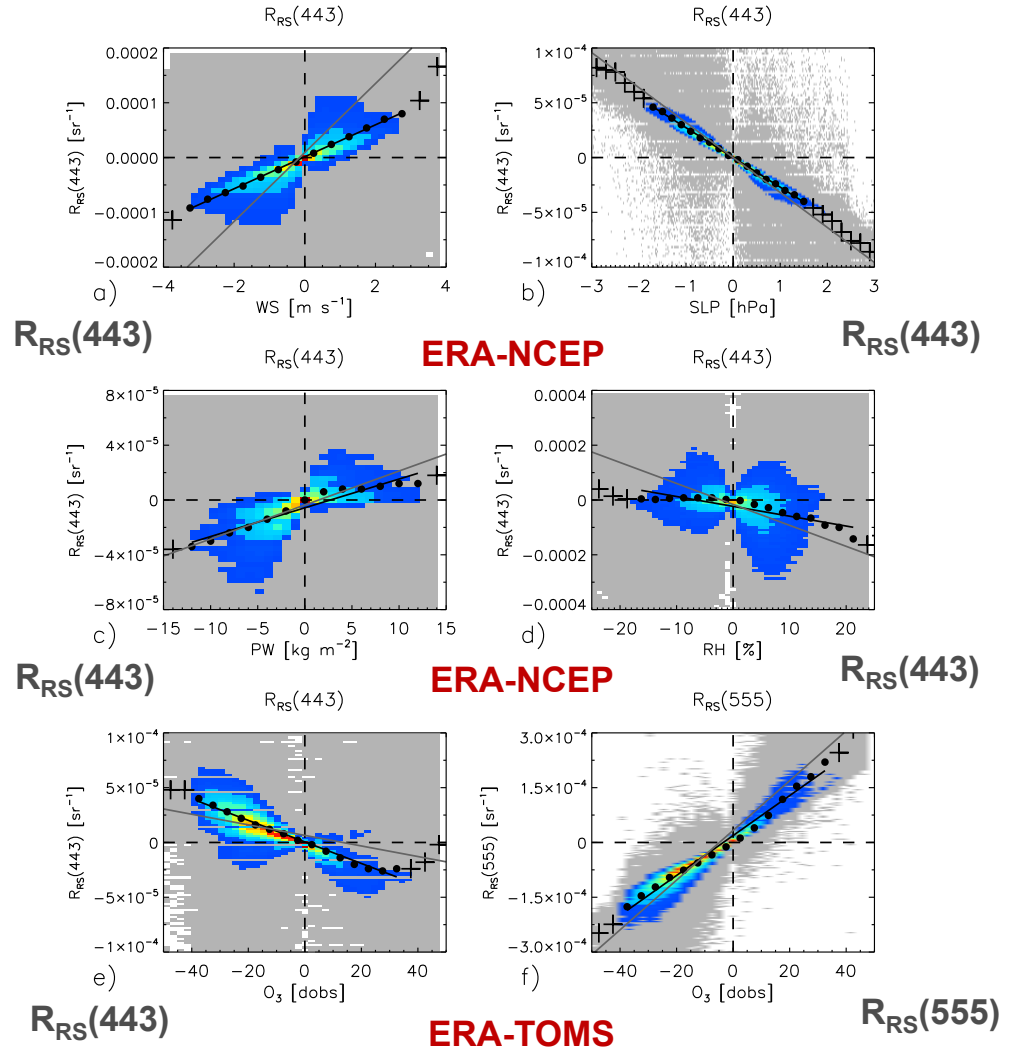 R_RS(443)
R_RS(443)
R_RS(443) [sr⁻¹]
0.0002
0.0001
0.0000
−0.0001
−0.0002
−4 −2 0 2 4
a) WS [m s⁻¹]
R_RS(443) [sr⁻¹]
1×10⁻⁴
5×10⁻⁵
0
−5×10⁻⁵
−1×10⁻⁴
−3 −2 −1 0 1 2 3
b) SLP [hPa]
R_RS(443)
ERA-NCEP
R_RS(443)
R_RS(443)
R_RS(443)
R_RS(443) [sr⁻¹]
8×10⁻⁵
4×10⁻⁵
0
−4×10⁻⁵
−8×10⁻⁵
−15 −10 −5 0 5 10 15
c) PW [kg m⁻²]
R_RS(443) [sr⁻¹]
0.0004
0.0002
0
−0.0002
−0.0004
−20 −10 0 10 20
d) RH [%]
R_RS(443)
ERA-NCEP
R_RS(443)
R_RS(443)
R_RS(555)
R_RS(443) [sr⁻¹]
1×10⁻⁴
5×10⁻⁵
0
−5×10⁻⁵
−1×10⁻⁴
−40 −20 0 20 40
e) O₃ [dobs]
R_RS(555) [sr⁻¹]
3.0×10⁻⁴
1.5×10⁻⁴
0
−1.5×10⁻⁴
−3.0×10⁻⁴
−40 −20 0 20 40
f) O₃ [dobs]
R_RS(443)
ERA-TOMS
R_RS(555)